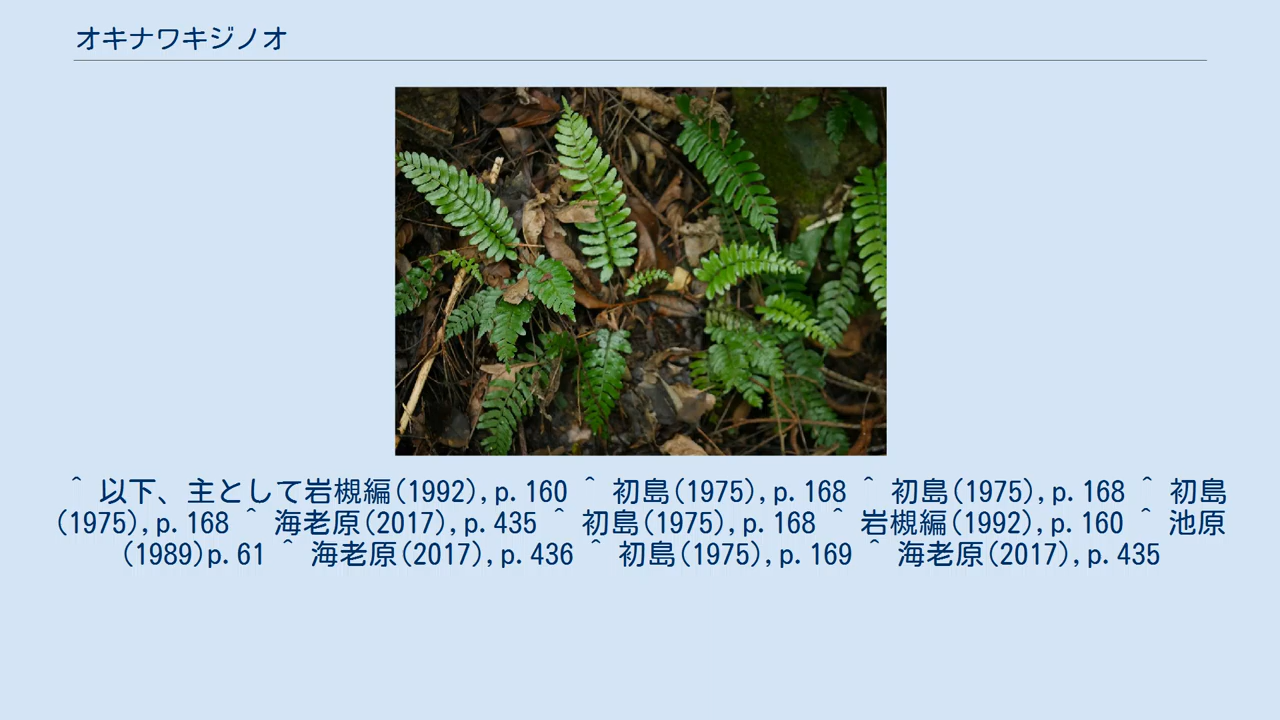 オキナワキジノオ
^ 以下、主として岩槻編(1992),p.160 ^ 初島(1975),p.168 ^ 初島(1975),p.168 ^ 初島
(1975),p.168 ^ 海老原(2017),p.435 ^ 初島(1975),p.168 ^ 岩槻編(1992),p.160 ^ 池原
(1989)p.61 ^ 海老原(2017),p.436 ^ 初島(1975),p.169 ^ 海老原(2017),p.435